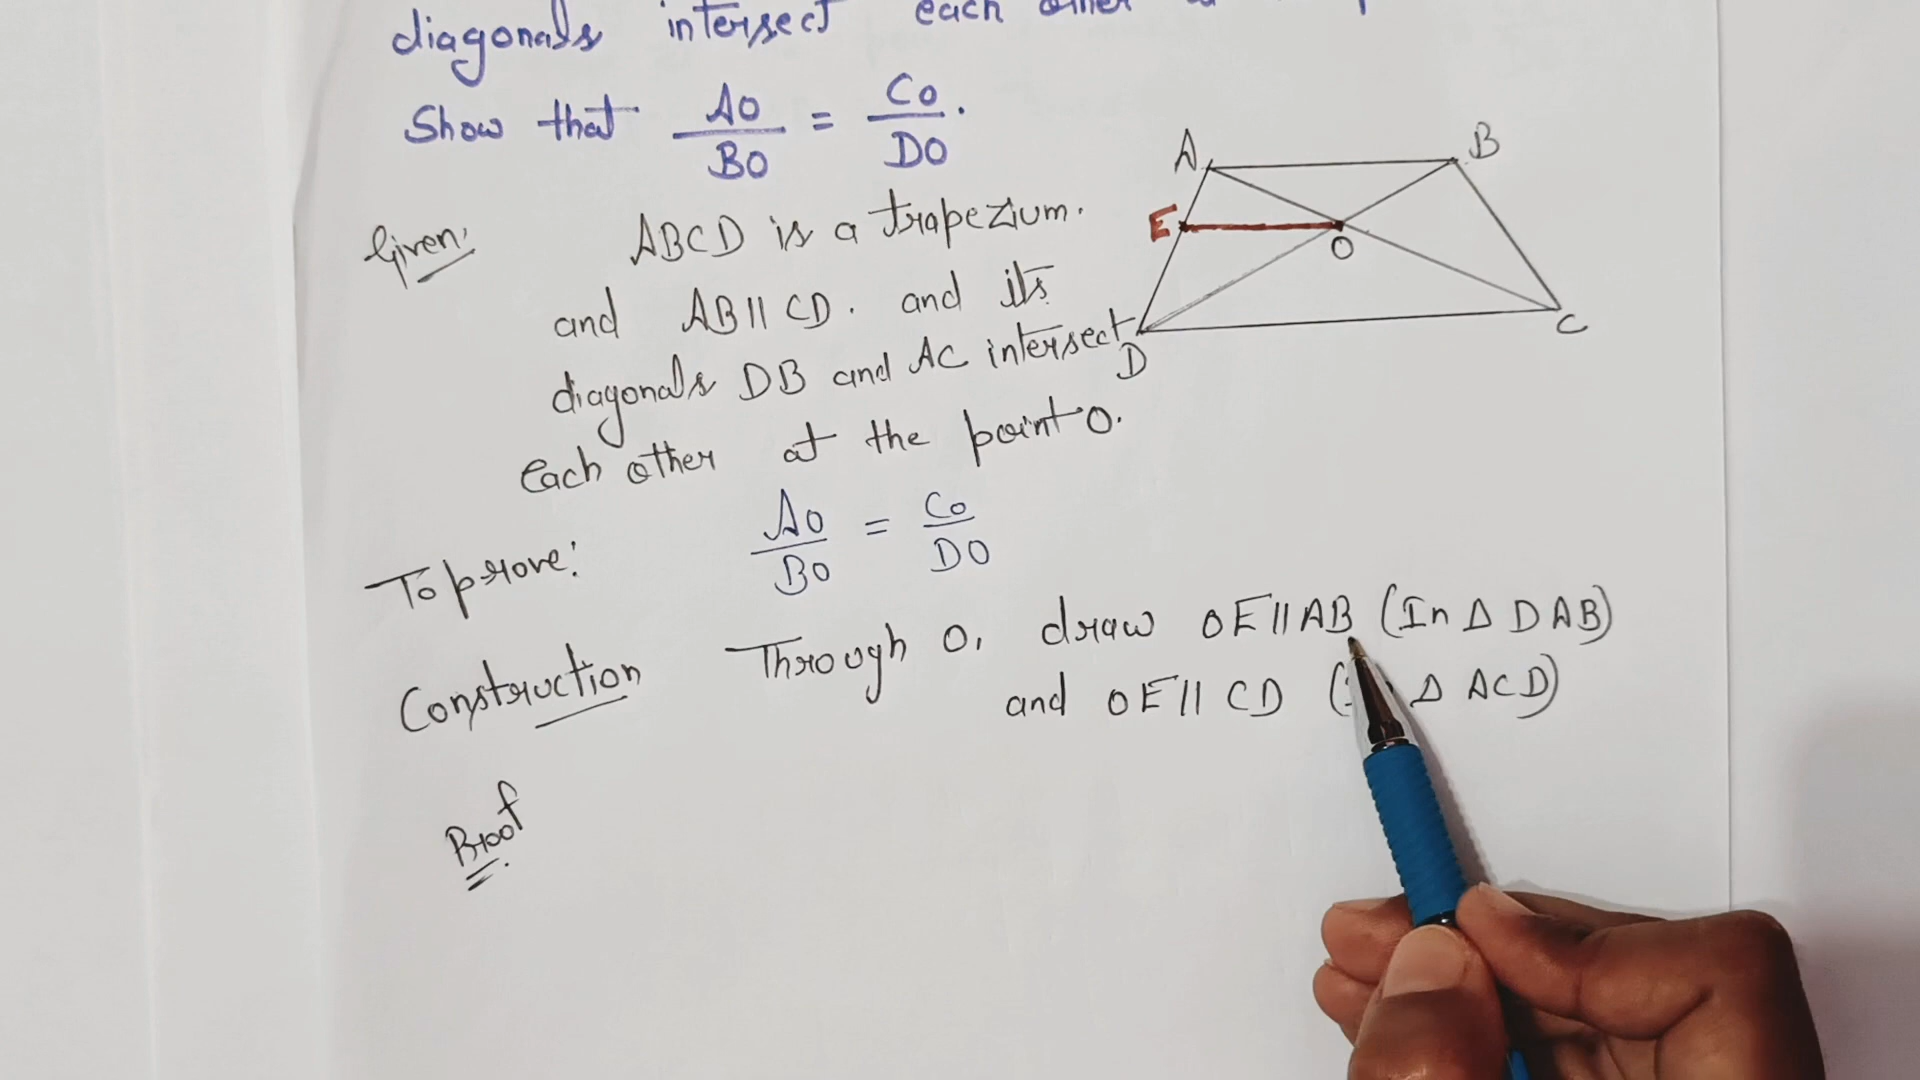 diagonals intersect each other
Show that AO/BO = CO/DO.
A B
E O
D C
Given: ABCD is a trapezium.
and AB || CD. and its
diagonals DB and AC intersect
each other at the point O.
To prove: AO/BO = CO/DO
Construction Through O, draw OE || AB (In Δ DAB)
and OE || CD ( Δ ACD)
Proof